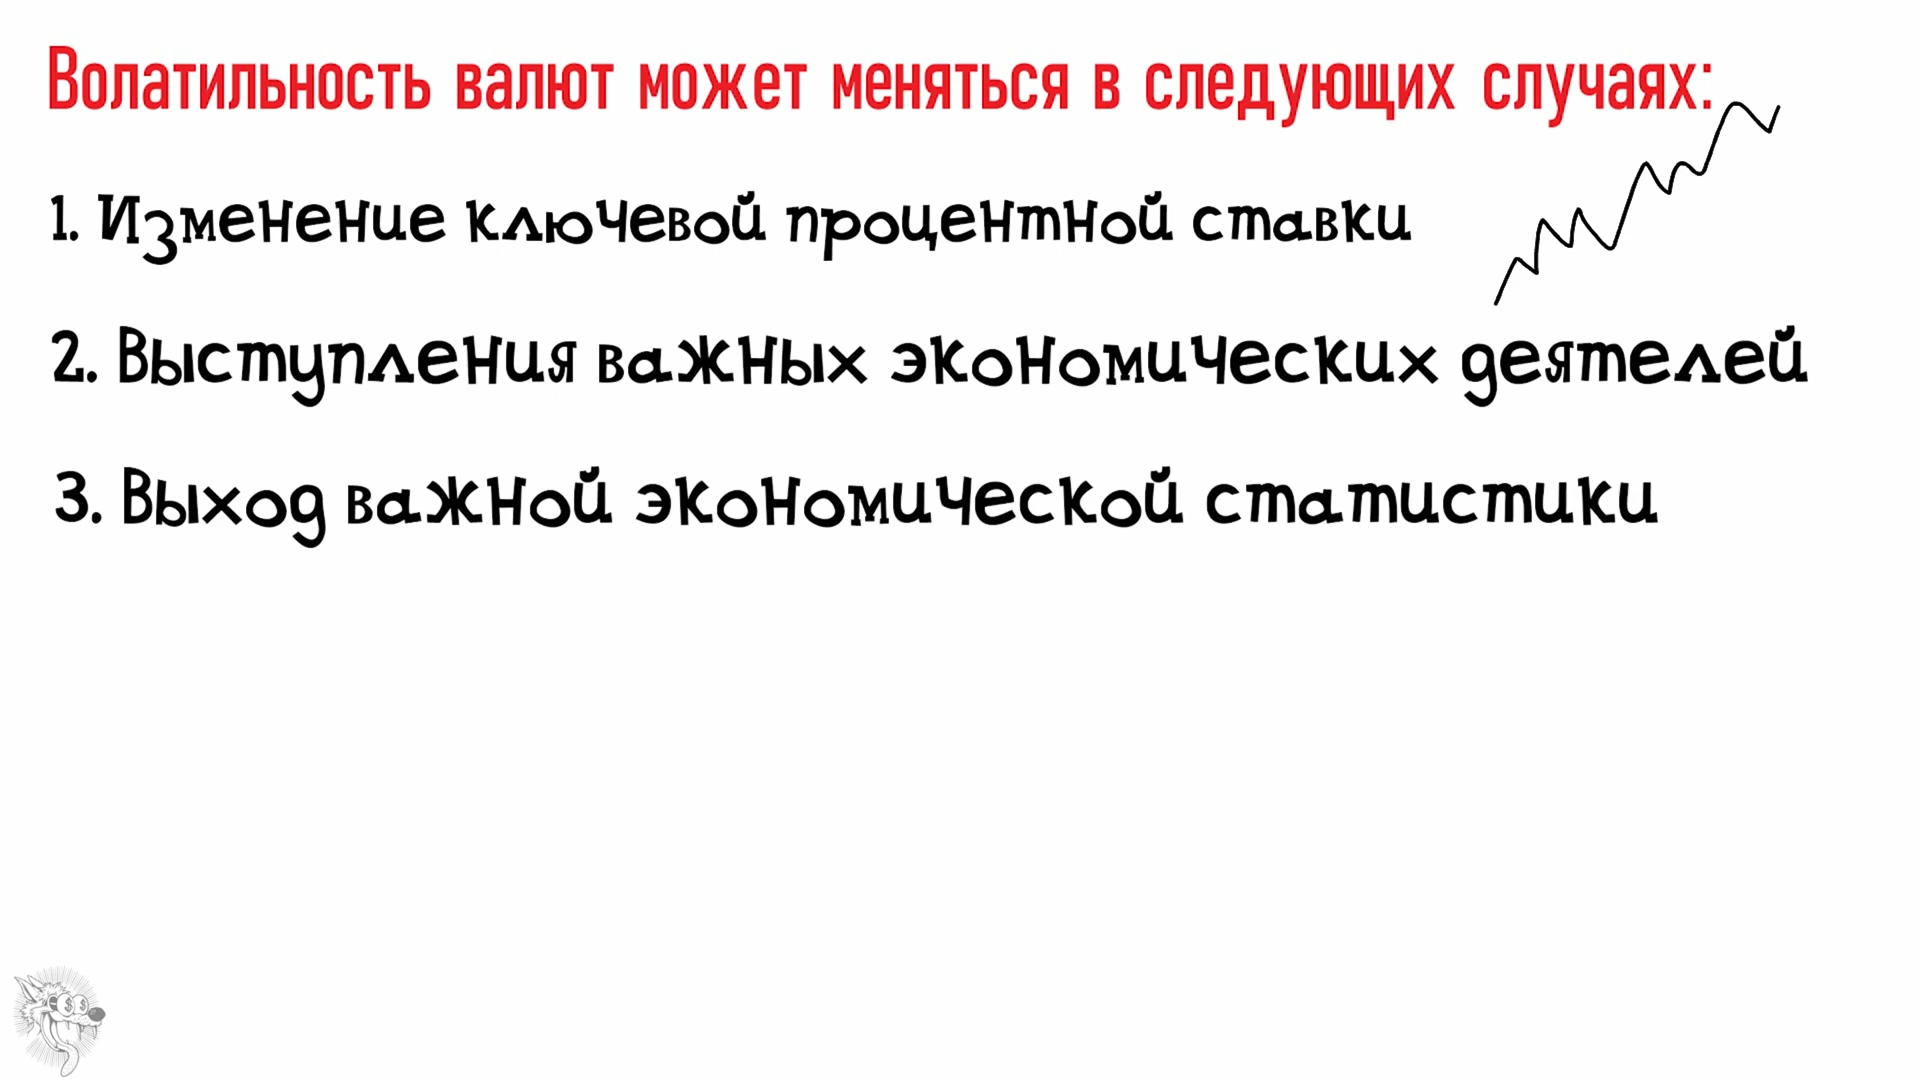 Волатильность валют может меняться в следующих случаях:
1. Изменение ключевой процентной ставки
2. Выступления важных экономических деятелей
3. Выход важной экономической статистики